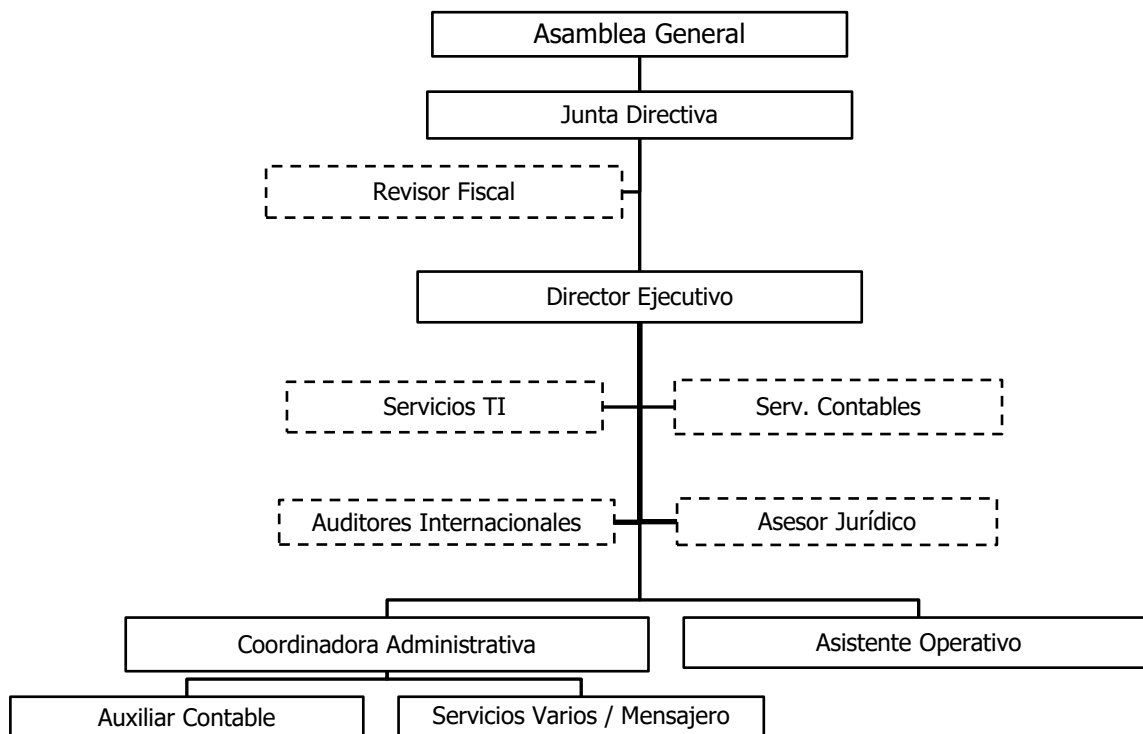 Asamblea General
Junta Directiva
Revisor Fiscal
Director Ejecutivo
Servicios TI
Serv. Contables
Auditores Internacionales
Asesor Jurídico
Coordinadora Administrativa
Asistente Operativo
Auxiliar Contable
Servicios Varios / Mensajero